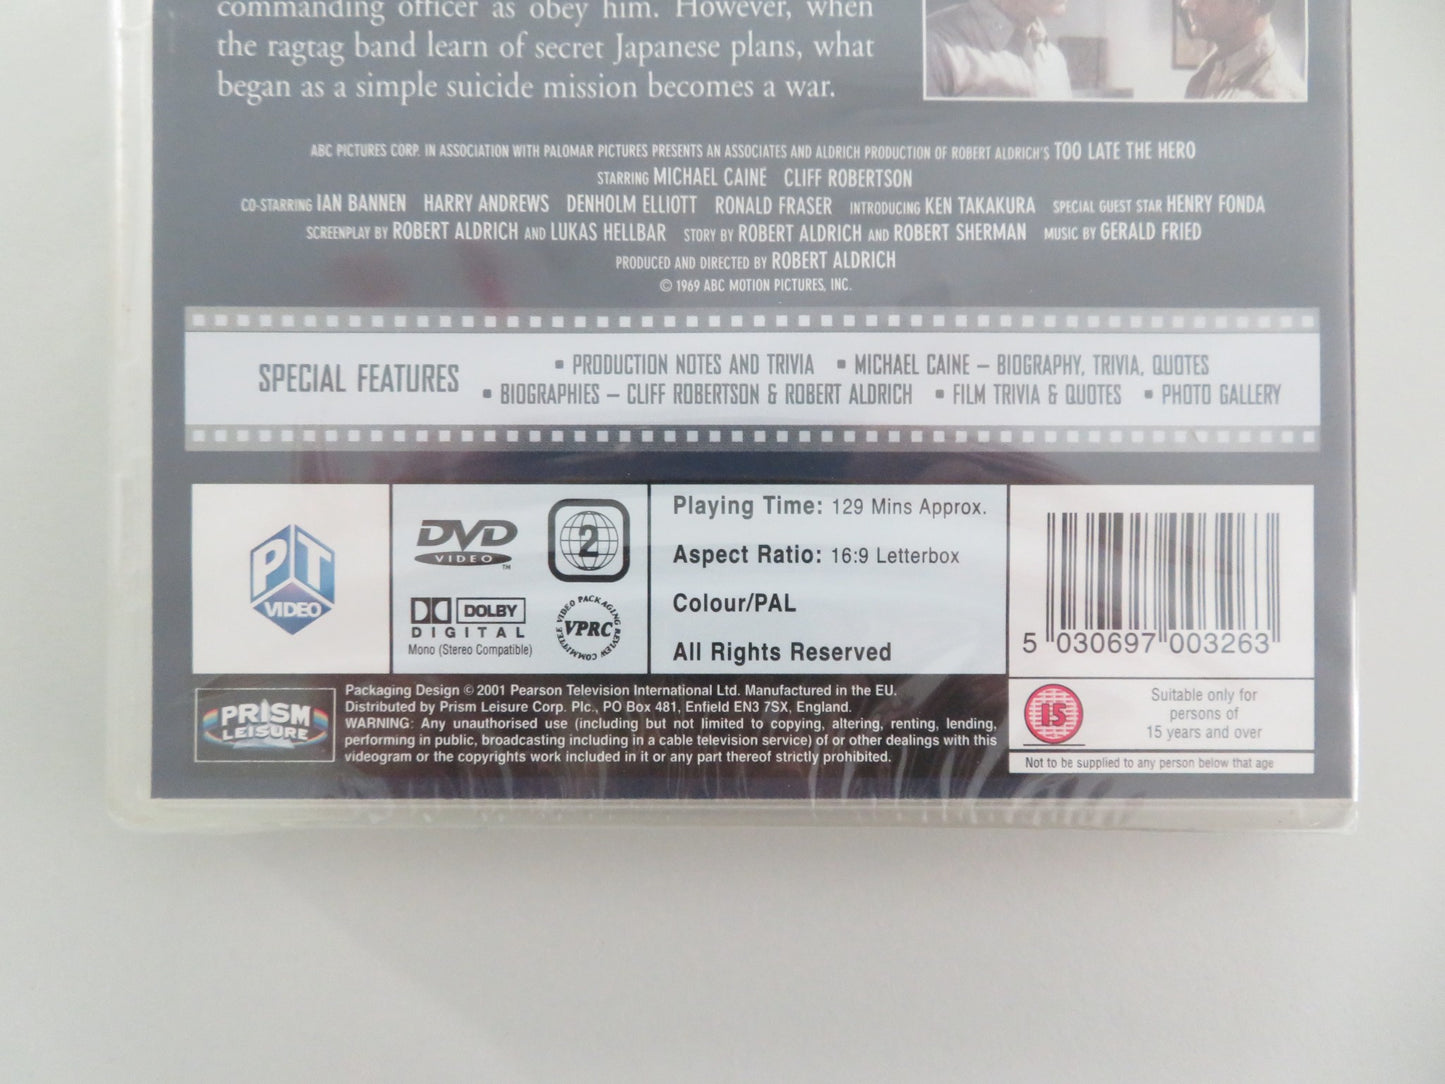 commanding officer as obey him. However, when
the ragtag band learn of secret Japanese plans, what
began as a simple suicide mission becomes a war.
ABC PICTURES CORP. IN ASSOCIATION WITH PALOMAR PICTURES PRESENTS AN ASSOCIATES AND ALDRICH PRODUCTION OF ROBERT ALDRICH'S TOO LATE THE HERO
STARRING MICHAEL CAINE CLIFF ROBERTSON
CO-STARRING IAN BANNEN HARRY ANDREWS DENHOLM ELLIOTT RONALD FRASER INTRODUCING KEN TAKAKURA SPECIAL GUEST STAR HENRY FONDA
SCREENPLAY BY ROBERT ALDRICH AND LUKAS HELLBAR STORY BY ROBERT ALDRICH AND ROBERT SHERMAN MUSIC BY GERALD FRIED
PRODUCED AND DIRECTED BY ROBERT ALDRICH
© 1969 ABC MOTION PICTURES, INC.
SPECIAL FEATURES
• PRODUCTION NOTES AND TRIVIA • MICHAEL CAINE – BIOGRAPHY, TRIVIA, QUOTES
• BIOGRAPHIES – CLIFF ROBERTSON & ROBERT ALDRICH • FILM TRIVIA & QUOTES • PHOTO GALLERY
PT
VIDEO
DVD
VIDEO™
2
DOLBY
DIGITAL
Mono (Stereo Compatible)
VIDEO PACKAGING REVIEW COMMITTEE
VPRC
Playing Time: 129 Mins Approx.
Aspect Ratio: 16:9 Letterbox
Colour/PAL
All Rights Reserved
5 030697 003263
PRISM
LEISURE
Packaging Design © 2001 Pearson Television International Ltd. Manufactured in the EU.
Distributed by Prism Leisure Corp. Plc., PO Box 481, Enfield EN3 7SX, England.
WARNING: Any unauthorised use (including but not limited to copying, altering, renting, lending,
performing in public, broadcasting including in a cable television service) of or other dealings with this
videogram or the copyrights work included in it or any part thereof strictly prohibited.
15
Suitable only for
persons of
15 years and over
Not to be supplied to any person below that age